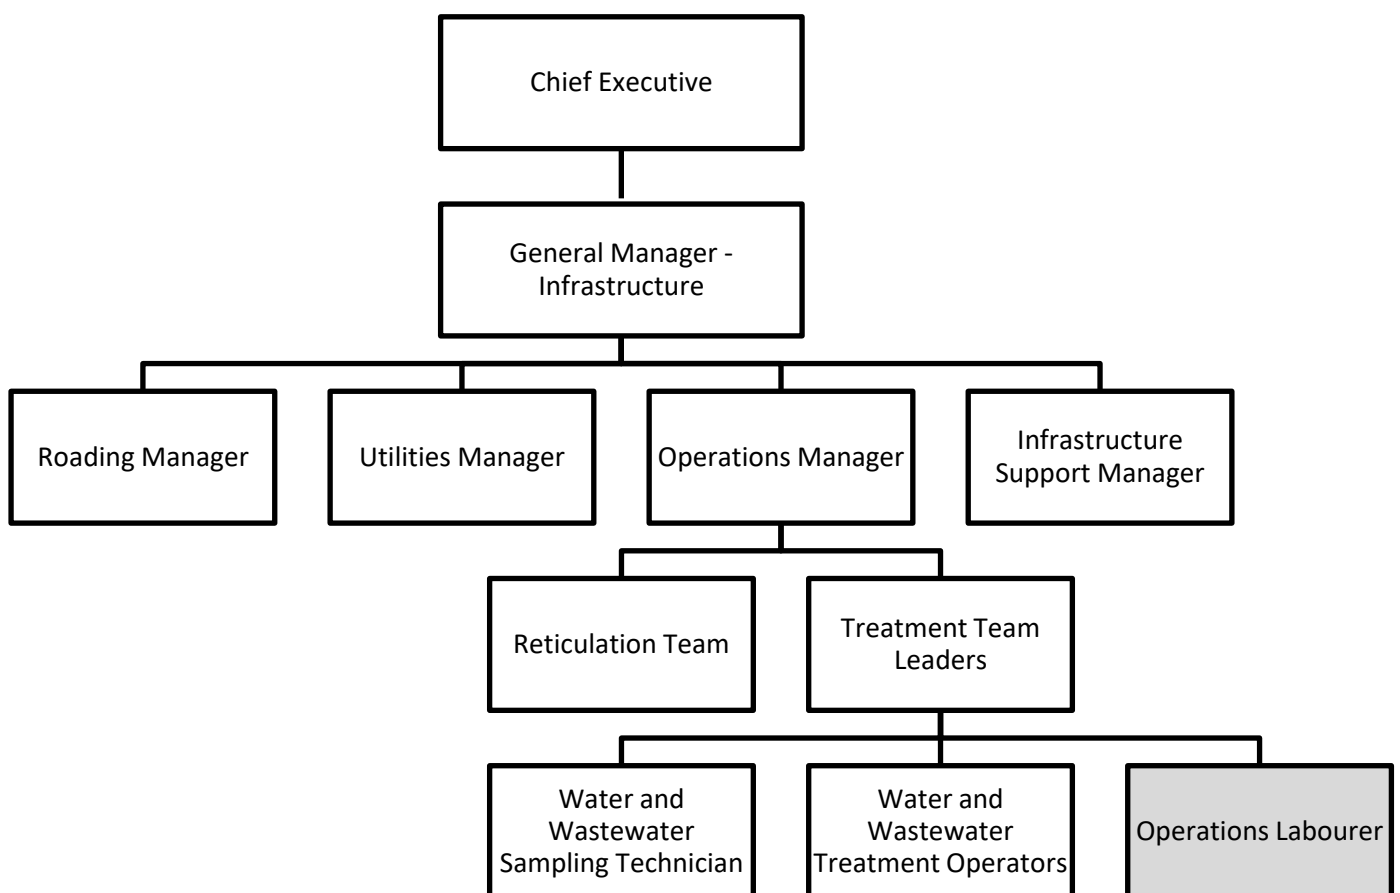 Chief Executive
General Manager -
Infrastructure
Roading Manager
Utilities Manager
Operations Manager
Infrastructure
Support Manager
Reticulation Team
Treatment Team
Leaders
Water and
Wastewater
Sampling Technician
Water and
Wastewater
Treatment Operators
Operations Labourer